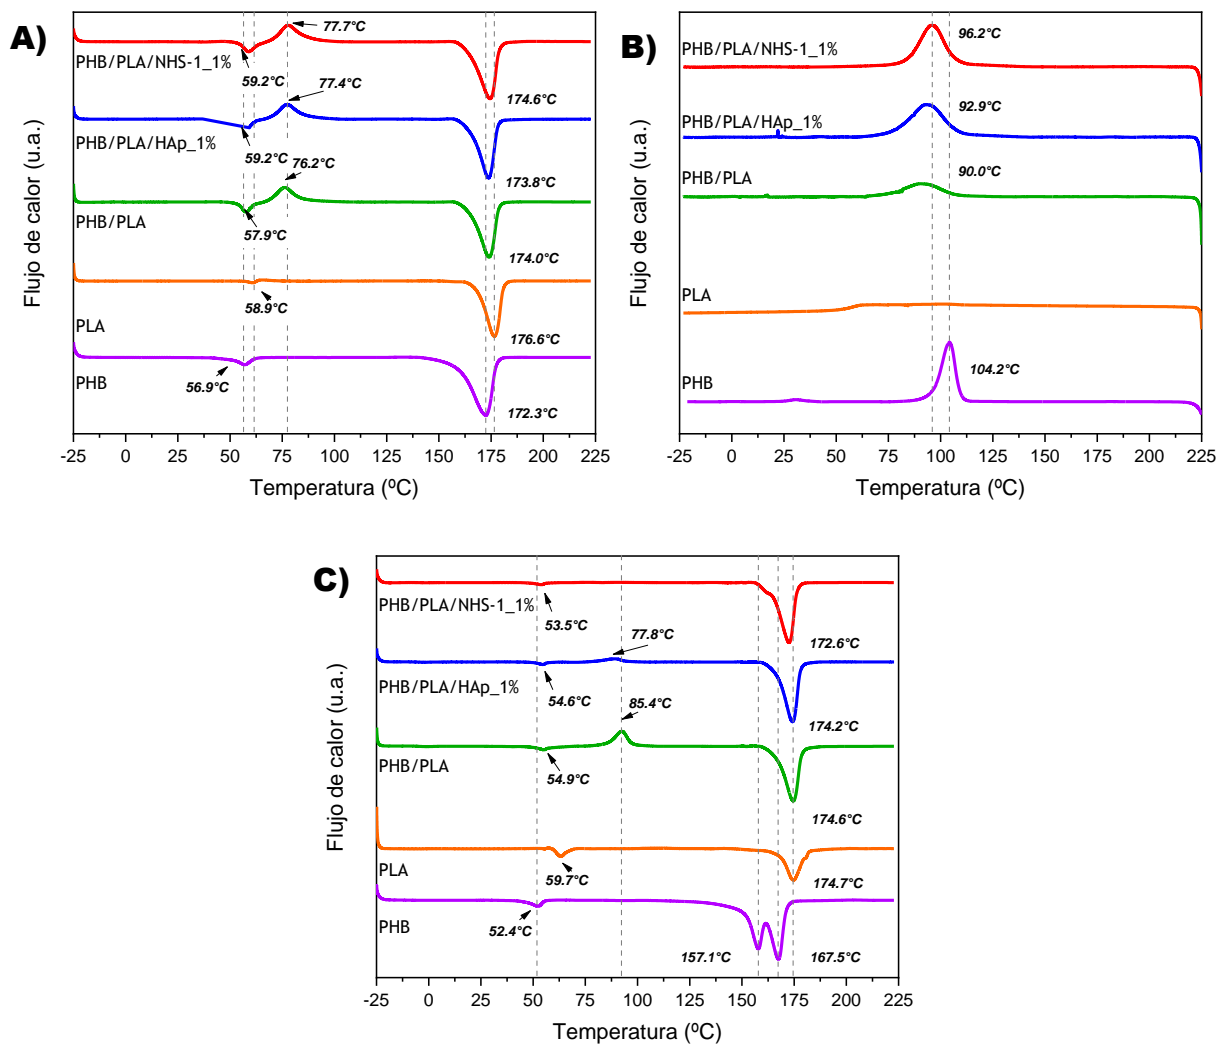 A)
77.7°C
PHB/PLA/NHS-1_1%
59.2°C
77.4°C
174.6°C
PHB/PLA/HAp_1%
59.2°C
76.2°C
173.8°C
PHB/PLA
57.9°C
174.0°C
58.9°C
PLA
176.6°C
56.9°C
PHB
172.3°C
Flujo de calor (u.a.)
-25 0 25 50 75 100 125 150 175 200 225
Temperatura (ºC)
B)
96.2°C
PHB/PLA/NHS-1_1%
92.9°C
PHB/PLA/HAp_1%
90.0°C
PHB/PLA
PLA
104.2°C
PHB
Flujo de calor (u.a.)
-25 0 25 50 75 100 125 150 175 200 225
Temperatura (ºC)
C)
PHB/PLA/NHS-1_1%
53.5°C
77.8°C
172.6°C
PHB/PLA/HAp_1%
54.6°C
85.4°C
174.2°C
PHB/PLA
54.9°C
174.6°C
PLA
59.7°C
174.7°C
PHB
52.4°C
157.1°C
167.5°C
Flujo de calor (u.a.)
-25 0 25 50 75 100 125 150 175 200 225
Temperatura (ºC)